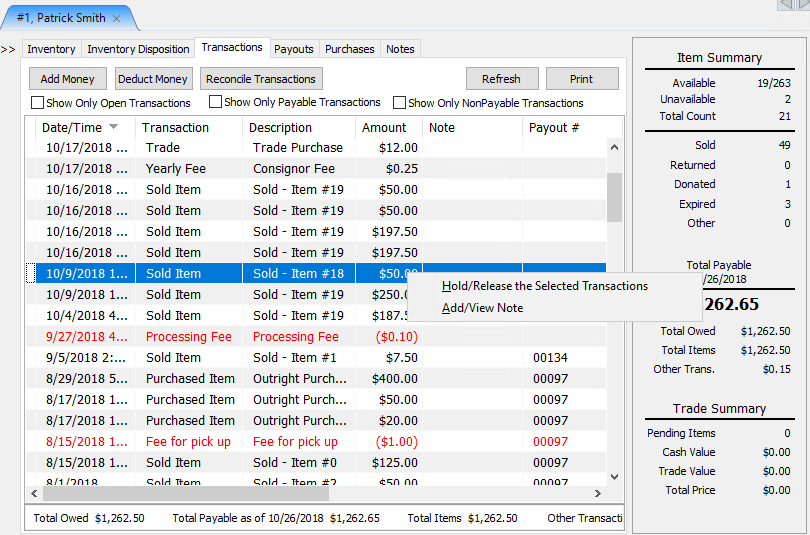 #1, Patrick Smith ×
>> Inventory Inventory Disposition Transactions Payouts Purchases Notes
Add Money Deduct Money Reconcile Transactions Refresh Print
Show Only Open Transactions Show Only Payable Transactions Show Only NonPayable Transactions
Date/Time Transaction Description Amount Note Payout #
10/17/2018 ... Trade Trade Purchase $12.00
10/17/2018 ... Yearly Fee Consignor Fee $0.25
10/16/2018 ... Sold Item Sold - Item #19 $50.00
10/16/2018 ... Sold Item Sold - Item #19 $50.00
10/16/2018 ... Sold Item Sold - Item #19 $197.50
10/16/2018 ... Sold Item Sold - Item #19 $197.50
10/9/2018 1... Sold Item Sold - Item #18 $50.00
10/9/2018 1... Sold Item Sold - Item #19 $250.0
10/4/2018 4... Sold Item Sold - Item #19 $187.5
9/27/2018 4... Processing Fee Processing Fee ($0.10)
9/5/2018 2:... Sold Item Sold - Item #1 $7.50 00134
8/29/2018 5... Purchased Item Outright Purch... $400.00 00097
8/17/2018 1... Purchased Item Outright Purch... $50.00 00097
8/17/2018 1... Purchased Item Outright Purch... $20.00 00097
8/15/2018 1... Fee for pick up Fee for pick up ($1.00) 00097
8/15/2018 1... Sold Item Sold - Item #0 $125.00 00097
8/1/2018 Sold Item Sold - Item #2 $50.00 00097
Hold/Release the Selected Transactions
Add/View Note
Total Owed $1,262.50 Total Payable as of 10/26/2018 $1,262.65 Total Items $1,262.50 Other Transacti
Item Summary
Available 19/263
Unavailable 2
Total Count 21
Sold 49
Returned 0
Donated 1
Expired 3
Other 0
Total Payable
/26/2018
262.65
Total Owed $1,262.50
Total Items $1,262.50
Other Trans. $0.15
Trade Summary
Pending Items 0
Cash Value $0.00
Trade Value $0.00
Total Price $0.00